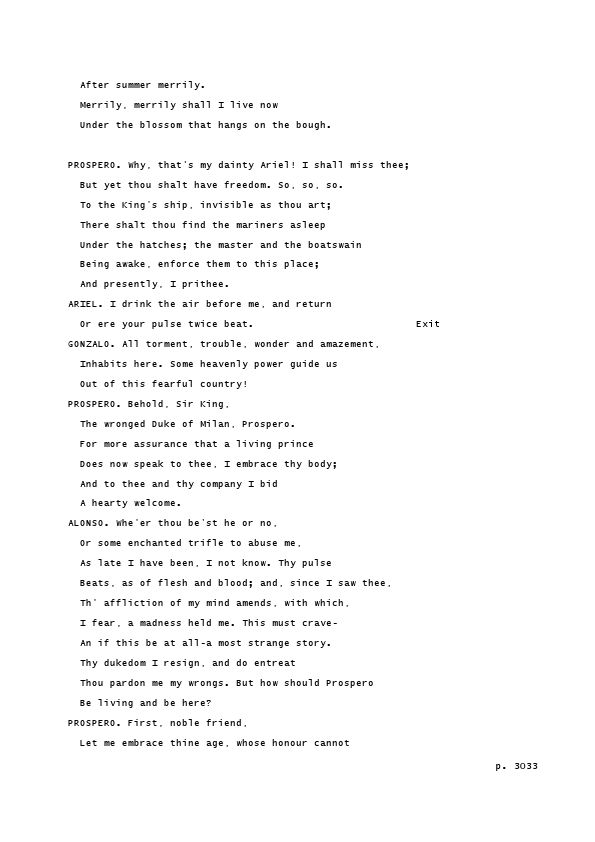 After summer merrily.
Merrily, merrily shall I live now
Under the blossom that hangs on the bough.
PROSPERO. Why, that's my dainty Ariel! I shall miss thee;
But yet thou shalt have freedom. So, so, so.
To the King's ship, invisible as thou art;
There shalt thou find the mariners asleep
Under the hatches; the master and the boatswain
Being awake, enforce them to this place;
And presently, I prithee.
ARIEL. I drink the air before me, and return
Or ere your pulse twice beat. Exit
GONZALO. All torment, trouble, wonder and amazement,
Inhabits here. Some heavenly power guide us
Out of this fearful country!
PROSPERO. Behold, Sir King,
The wronged Duke of Milan, Prospero.
For more assurance that a living prince
Does now speak to thee, I embrace thy body;
And to thee and thy company I bid
A hearty welcome.
ALONSO. Whe'er thou be'st he or no,
Or some enchanted trifle to abuse me,
As late I have been, I not know. Thy pulse
Beats, as of flesh and blood; and, since I saw thee,
Th' affliction of my mind amends, with which,
I fear, a madness held me. This must crave-
An if this be at all-a most strange story.
Thy dukedom I resign, and do entreat
Thou pardon me my wrongs. But how should Prospero
Be living and be here?
PROSPERO. First, noble friend,
Let me embrace thine age, whose honour cannot
p. 3033